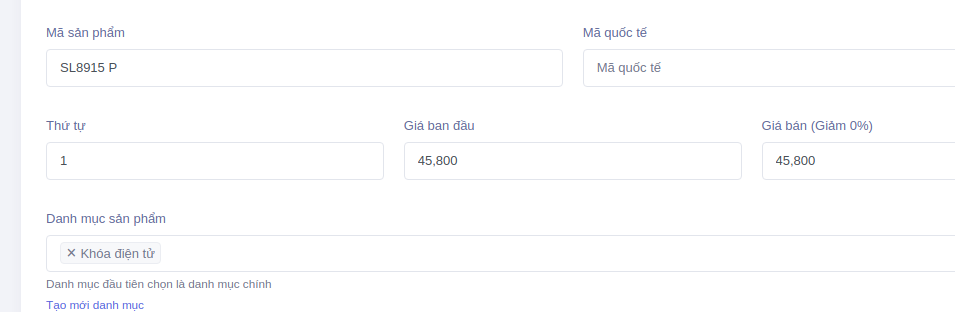 Mã sản phẩm Mã quốc tế
SL8915 P Mã quốc tế
Thứ tự Giá ban đầu Giá bán (Giảm 0%)
1 45,800 45,800
Danh mục sản phẩm
× Khóa điện tử
Danh mục đầu tiên chọn là danh mục chính
Tạo mới danh mục